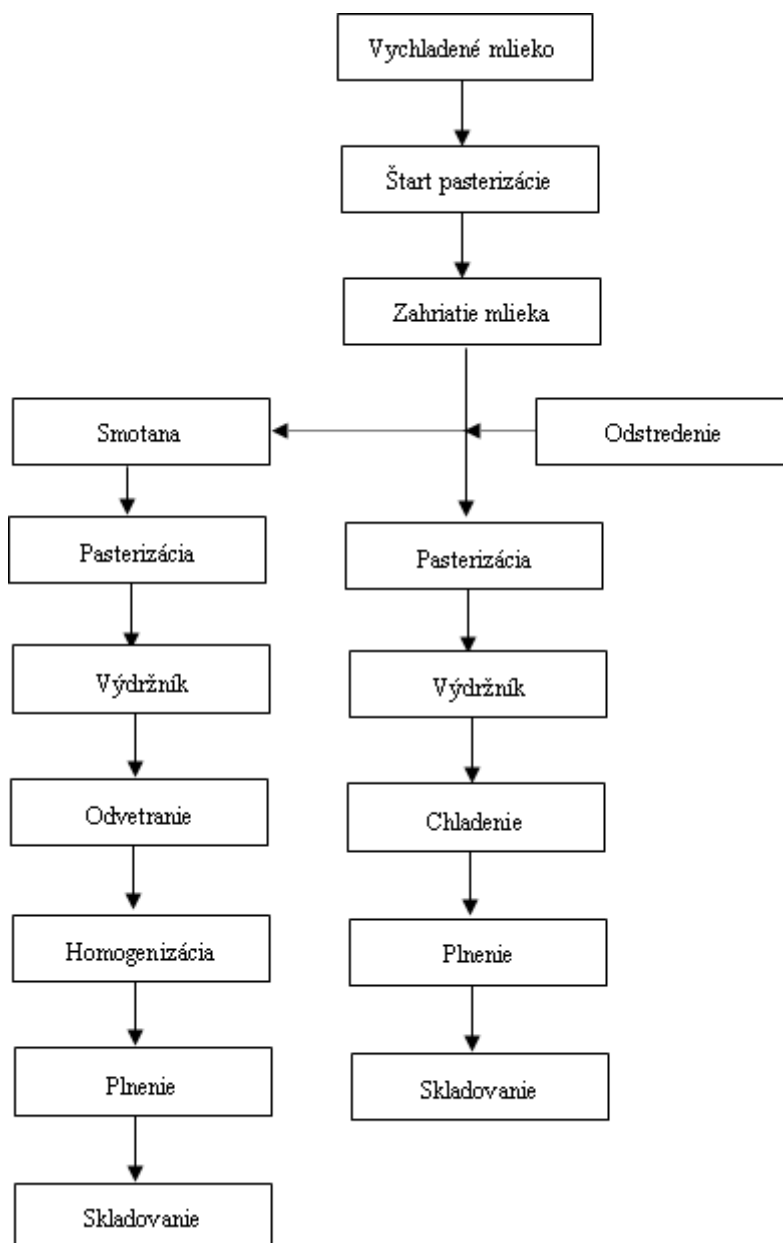 Vychladené mlieko
Štart pasterizácie
Zahriatie mlieka
Smotana
Odstredenie
Pasterizácia
Pasterizácia
Výdržník
Výdržník
Odvetranie
Chladenie
Homogenizácia
Plnenie
Plnenie
Skladovanie
Skladovanie